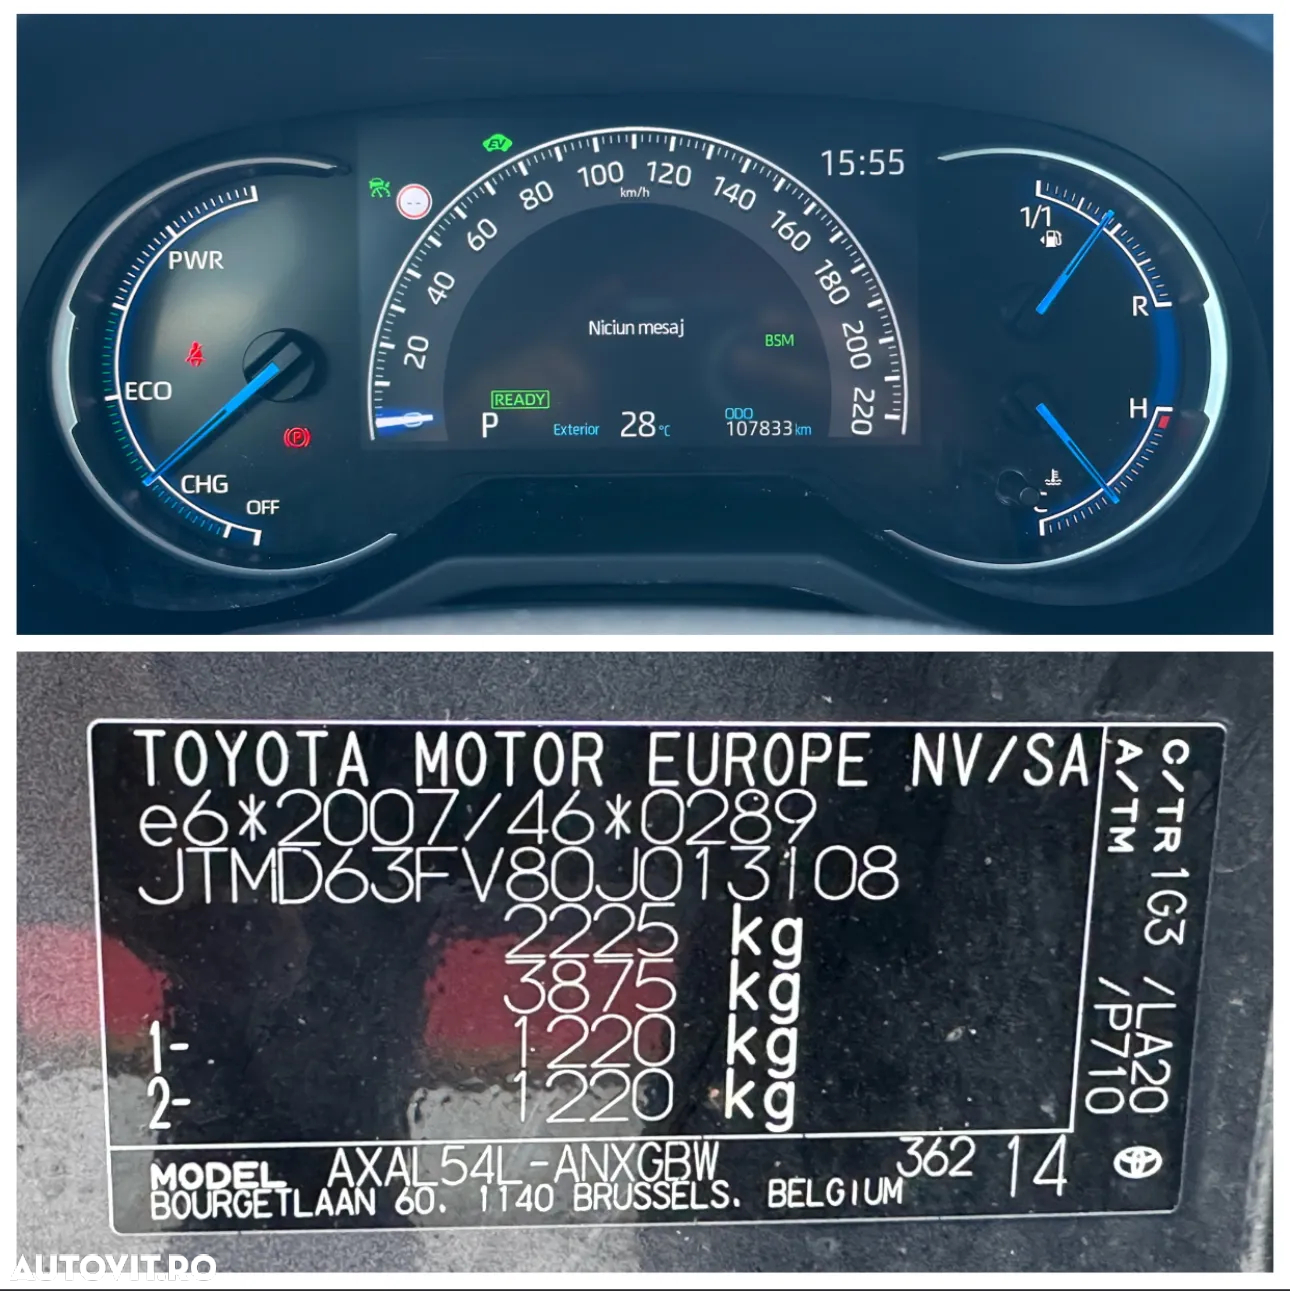 EV
15:55
100 120
80 km/h 140
60 160
40 180
20 200
220
PWR
ECO
CHG
OFF
1/1
R
H
Niciun mesaj
BSM
READY
P
Exterior 28°C
ODO
107833 km
TOYOTA MOTOR EUROPE NV/SA
e6*2007/46*0289
JTMD63FV80J013108
2225 kg
3875 kg
1- 1220 kg
2- 1220 kg
MODEL AXAL54L-ANXGBW 362 14
BOURGETLAAN 60. 1140 BRUSSELS. BELGIUM
C/TR 1G3 /LA20
A/TM /P710
AUTOVIT.RO